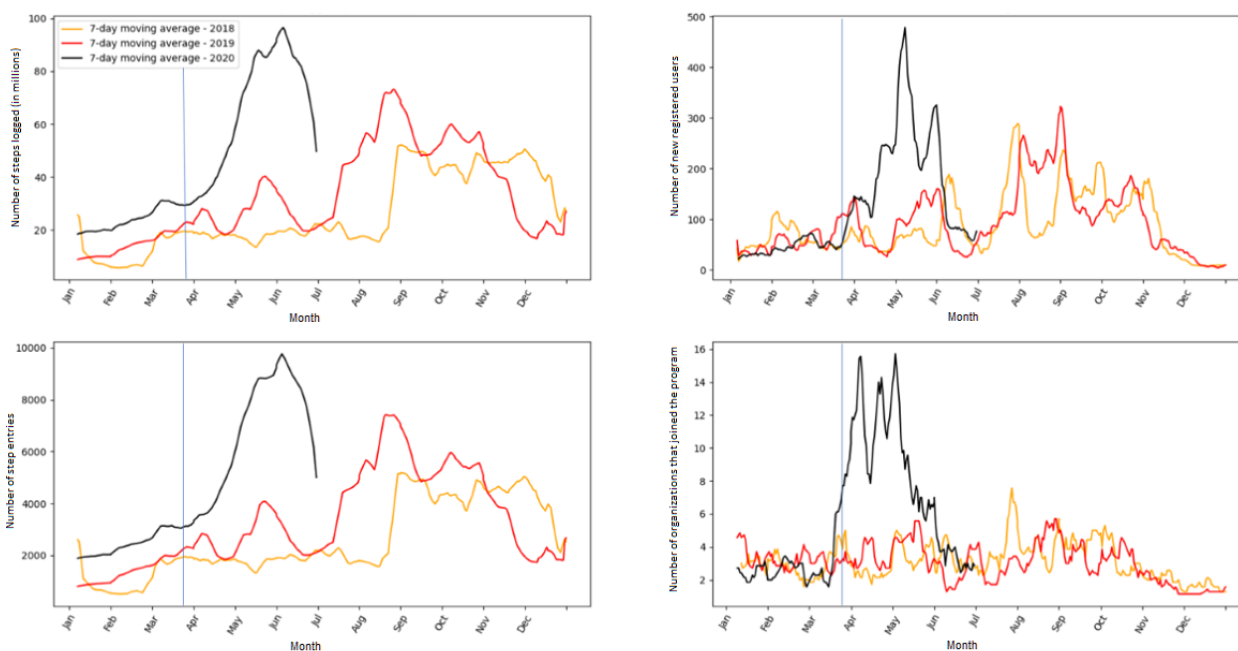 100
80
60
40
20
Number of steps logged (in millions)
7-day moving average - 2018
7-day moving average - 2019
7-day moving average - 2020
Jan
Feb
Mar
Apr
May
Jun
Jul
Aug
Sep
Oct
Nov
Dec
Month
500
400
300
200
100
0
Number of new registered users
Jan
Feb
Mar
Apr
May
Jun
Jul
Aug
Sep
Oct
Nov
Dec
Month
10000
8000
6000
4000
2000
Number of step entries
Jan
Feb
Mar
Apr
May
Jun
Jul
Aug
Sep
Oct
Nov
Dec
Month
16
14
12
10
8
6
4
2
Number of organizations that joined the program
Jan
Feb
Mar
Apr
May
Jun
Jul
Aug
Sep
Oct
Nov
Dec
Month